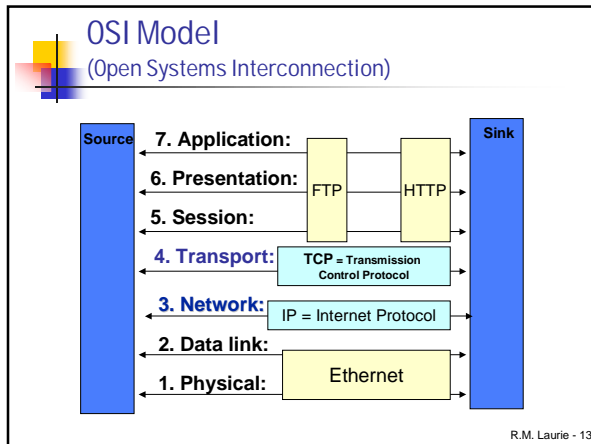 OSI Model
(Open Systems Interconnection)
Source
Sink
7. Application:
6. Presentation:
FTP
HTTP
5. Session:
4. Transport:
TCP = Transmission
Control Protocol
3. Network:
IP = Internet Protocol
2. Data link:
Ethernet
1. Physical:
R.M. Laurie - 13